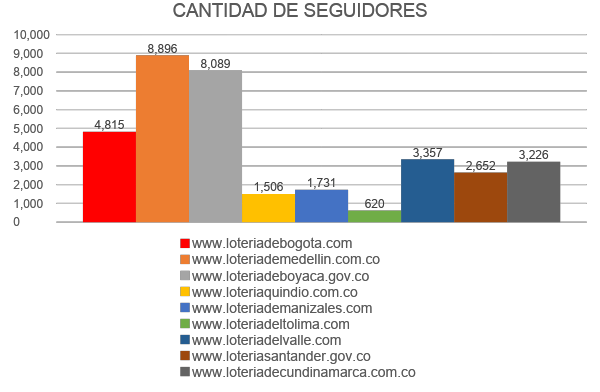 CANTIDAD DE SEGUIDORES
10,000
9,000
8,000
7,000
6,000
5,000
4,000
3,000
2,000
1,000
0
4,815
8,896
8,089
1,506
1,731
620
3,357
2,652
3,226
www.loteriadebogota.com
www.loteriademedellin.com.co
www.loteriadeboyaca.gov.co
www.loteriaquindio.com.co
www.loteriademanizales.com
www.loteriadeltolima.com
www.loteriadelvalle.com
www.loteriasantander.gov.co
www.loteriadecundinamarca.com.co